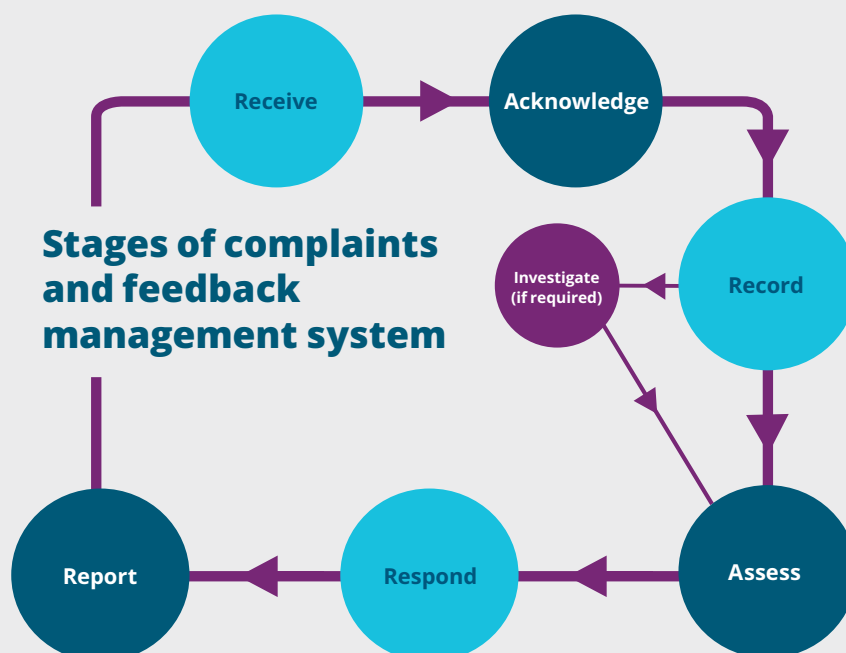 Receive
Acknowledge
Stages of complaints
and feedback
management system
Investigate
(if required)
Record
Report
Respond
Assess